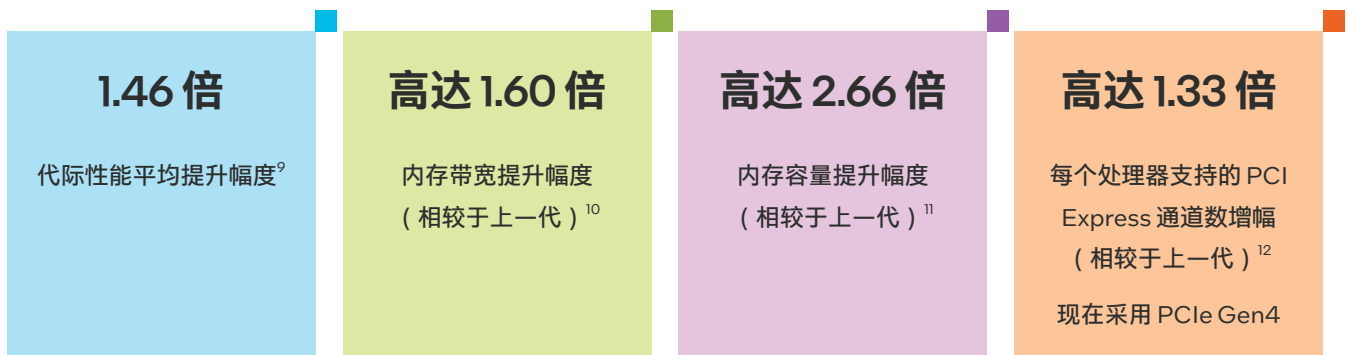 1.46 倍
代际性能平均提升幅度9
高达 1.60 倍
内存带宽提升幅度
（相较于上一代）10
高达 2.66 倍
内存容量提升幅度
（相较于上一代）11
高达 1.33 倍
每个处理器支持的 PCI
Express 通道数增幅
（相较于上一代）12
现在采用 PCIe Gen4